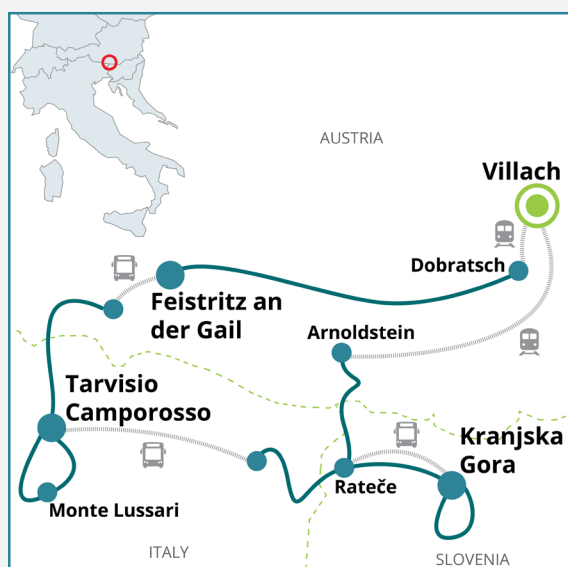 AUSTRIA
Villach
Dobratsch
Feistritz an
der Gail
Arnoldstein
Tarvisio
Camporosso
Kranjska
Gora
Rateče
Monte Lussari
ITALY
SLOVENIA